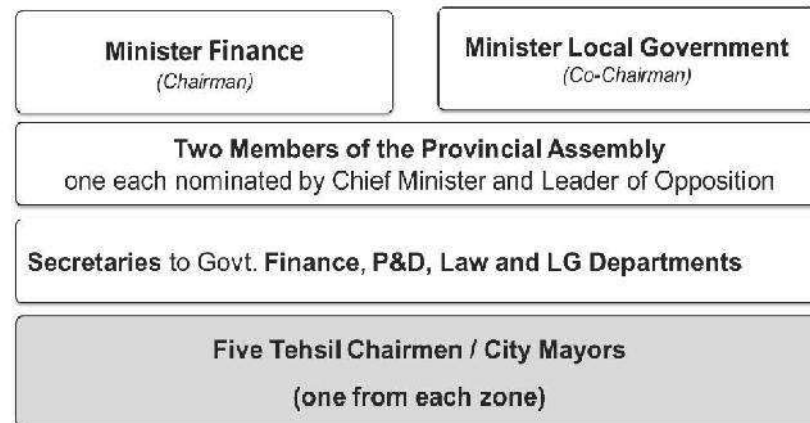 Minister Finance
(Chairman)
Minister Local Government
(Co-Chairman)
Two Members of the Provincial Assembly
one each nominated by Chief Minister and Leader of Opposition
Secretaries to Govt. Finance, P&D, Law and LG Departments
Five Tehsil Chairmen / City Mayors
(one from each zone)